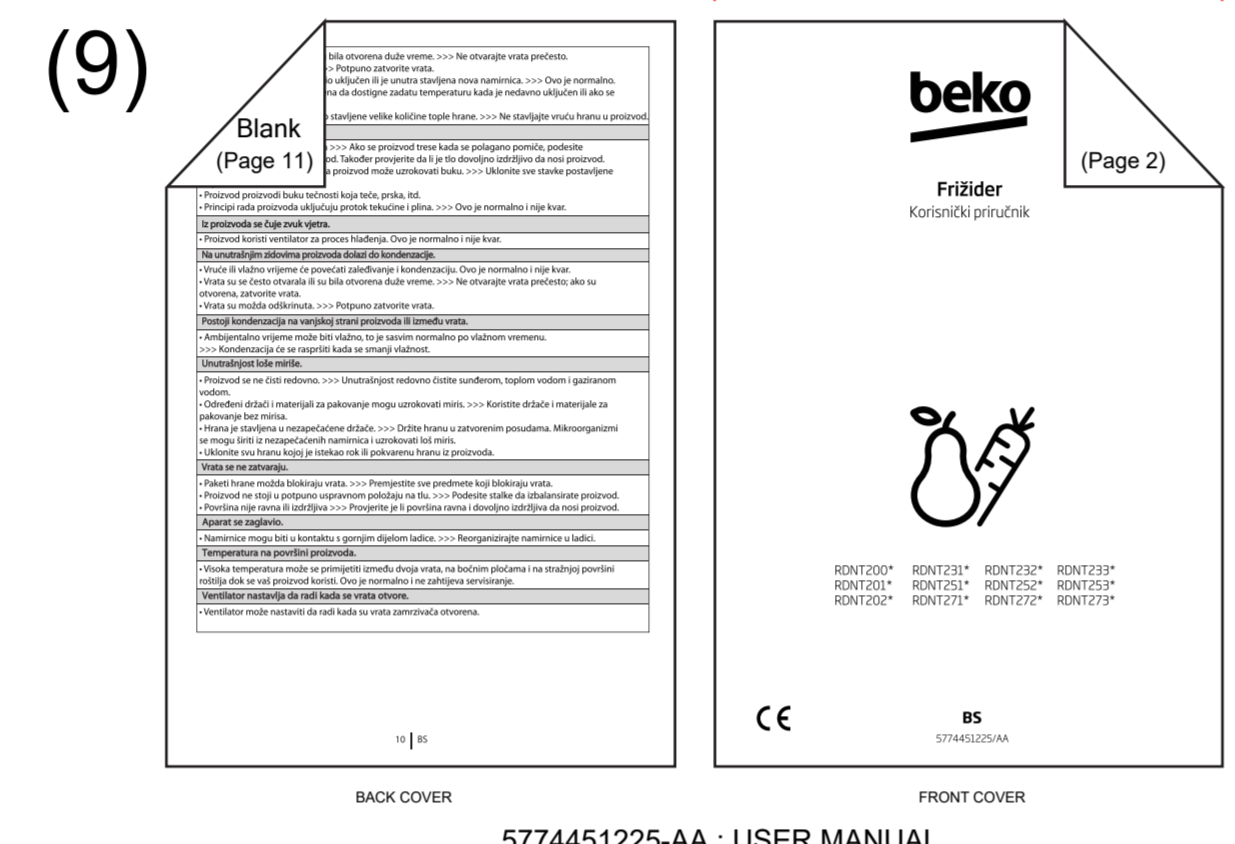 (9)
Blank
(Page 11)
bila otvorena duže vreme. >>> Ne otvarajte vrata prečesto.
>> Potpuno zatvorite vrata.
o uključen ili je unutra stavljena nova namirnica. >>> Ovo je normalno.
na da dostigne zadatu temperaturu kada je nedavno uključen ili ako se
stavljene velike količine tople hrane. >>> Ne stavljajte vruću hranu u proizvod.
>>> Ako se proizvod trese kada se polagano pomiče, podesite
od. Također provjerite da li je tlo dovoljno izdržljivo da nosi proizvod.
a proizvod može uzrokovati buku. >>> Uklonite sve stavke postavljene
• Proizvod proizvodi buku tečnosti koja teče, prska, itd.
• Principi rada proizvoda uključuju protok tekućine i plina. >>> Ovo je normalno i nije kvar.
Iz proizvoda se čuje zvuk vjetra.
• Proizvod koristi ventilator za proces hlađenja. Ovo je normalno i nije kvar.
Na unutrašnjim zidovima proizvoda dolazi do kondenzacije.
• Vruće ili vlažno vrijeme će povećati zaleđivanje i kondenzaciju. Ovo je normalno i nije kvar.
• Vrata su se često otvarala ili su bila otvorena duže vreme. >>> Ne otvarajte vrata prečesto; ako su
otvorena, zatvorite vrata.
• Vrata su možda odškrinuta. >>> Potpuno zatvorite vrata.
Postoji kondenzacija na vanjskoj strani proizvoda ili između vrata.
• Ambijentalno vrijeme može biti vlažno, to je sasvim normalno po vlažnom vremenu.
>>> Kondenzacija će se raspršiti kada se smanji vlažnost.
Unutrašnjost loše miriše.
• Proizvod se ne čisti redovno. >>> Unutrašnjost redovno čistite sunđerom, toplom vodom i gaziranom
vodom.
• Određeni držači i materijali za pakovanje mogu uzrokovati miris. >>> Koristite držače i materijale za
pakovanje bez mirisa.
• Hrana je stavljena u nezapečaćene držače. >>> Držite hranu u zatvorenim posudama. Mikroorganizmi
se mogu širiti iz nezapečaćenih namirnica i uzrokovati loš miris.
• Uklonite svu hranu kojoj je istekao rok ili pokvarenu hranu iz proizvoda.
Vrata se ne zatvaraju.
• Paketi hrane možda blokiraju vrata. >>> Premjestite sve predmete koji blokiraju vrata.
• Proizvod ne stoji u potpuno uspravnom položaju na tlu. >>> Podesite stalke da izbalansirate proizvod.
• Površina nije ravna ili izdržljiva >>> Provjerite je li površina ravna i dovoljno izdržljiva da nosi proizvod.
Aparat se zaglavio.
• Namirnice mogu biti u kontaktu s gornjim dijelom ladice. >>> Reorganizirajte namirnice u ladici.
Temperatura na površini proizvoda.
• Visoka temperatura može se primijetiti između dvoja vrata, na bočnim pločama i na stražnjoj površini
roštilja dok se vaš proizvod koristi. Ovo je normalno i ne zahtijeva servisiranje.
Ventilator nastavlja da radi kada se vrata otvore.
• Ventilator može nastaviti da radi kada su vrata zamrzivača otvorena.
10 BS
BACK COVER
beko
(Page 2)
Frižider
Korisnički priručnik
RDNT200* RDNT231* RDNT232* RDNT233*
RDNT201* RDNT251* RDNT252* RDNT253*
RDNT202* RDNT271* RDNT272* RDNT273*
CE
BS
5774451225/AA
FRONT COVER
5774451225-AA : USER MANUAL